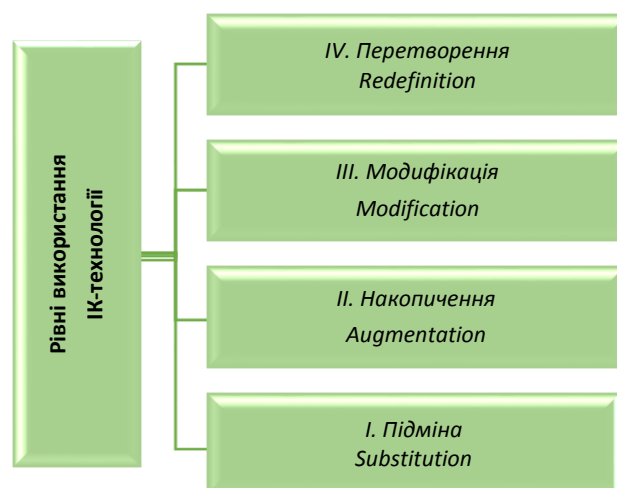 Рівні використання
ІК-технології
IV. Перетворення
Redefinition
III. Модифікація
Modification
II. Накопичення
Augmentation
I. Підміна
Substitution